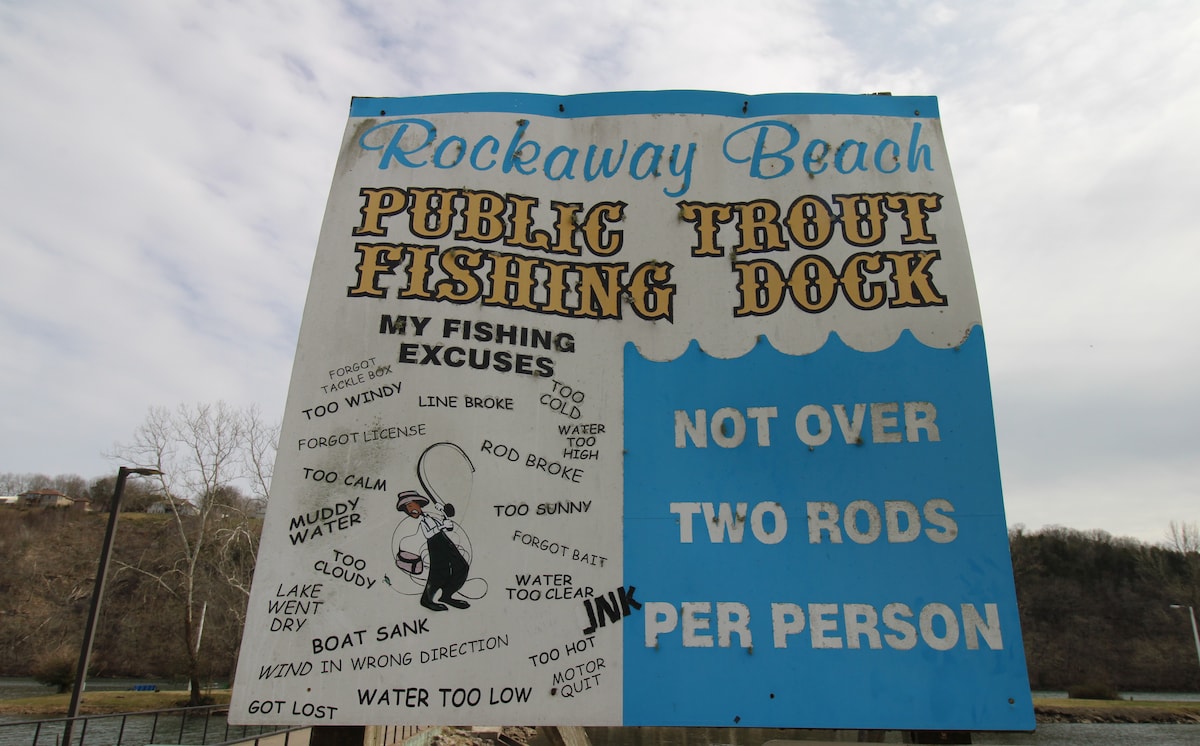 Rockaway Beach
PUBLIC TROUT
FISHING DOCK
MY FISHING
EXCUSES
FORGOT
TACKLE BOX
TOO WINDY
LINE BROKE
TOO
COLD
FORGOT LICENSE
WATER
TOO
HIGH
ROD BROKE
TOO CALM
TOO SUNNY
MUDDY
WATER
FORGOT BAIT
TOO
CLOUDY
WATER
TOO CLEAR
LAKE
WENT
DRY
JNK
BOAT SANK
WIND IN WRONG DIRECTION
TOO HOT
MOTOR
QUIT
WATER TOO LOW
GOT LOST
NOT OVER
TWO RODS
PER PERSON